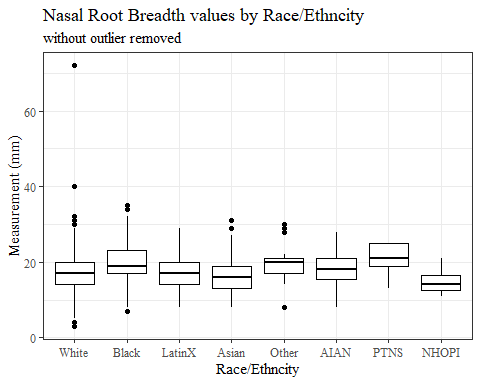 Nasal Root Breadth values by Race/Ethncity
without outlier removed
Measurement (mm)
60
40
20
0
White Black LatinX Asian Other AIAN PTNS NHOPI
Race/Ethncity